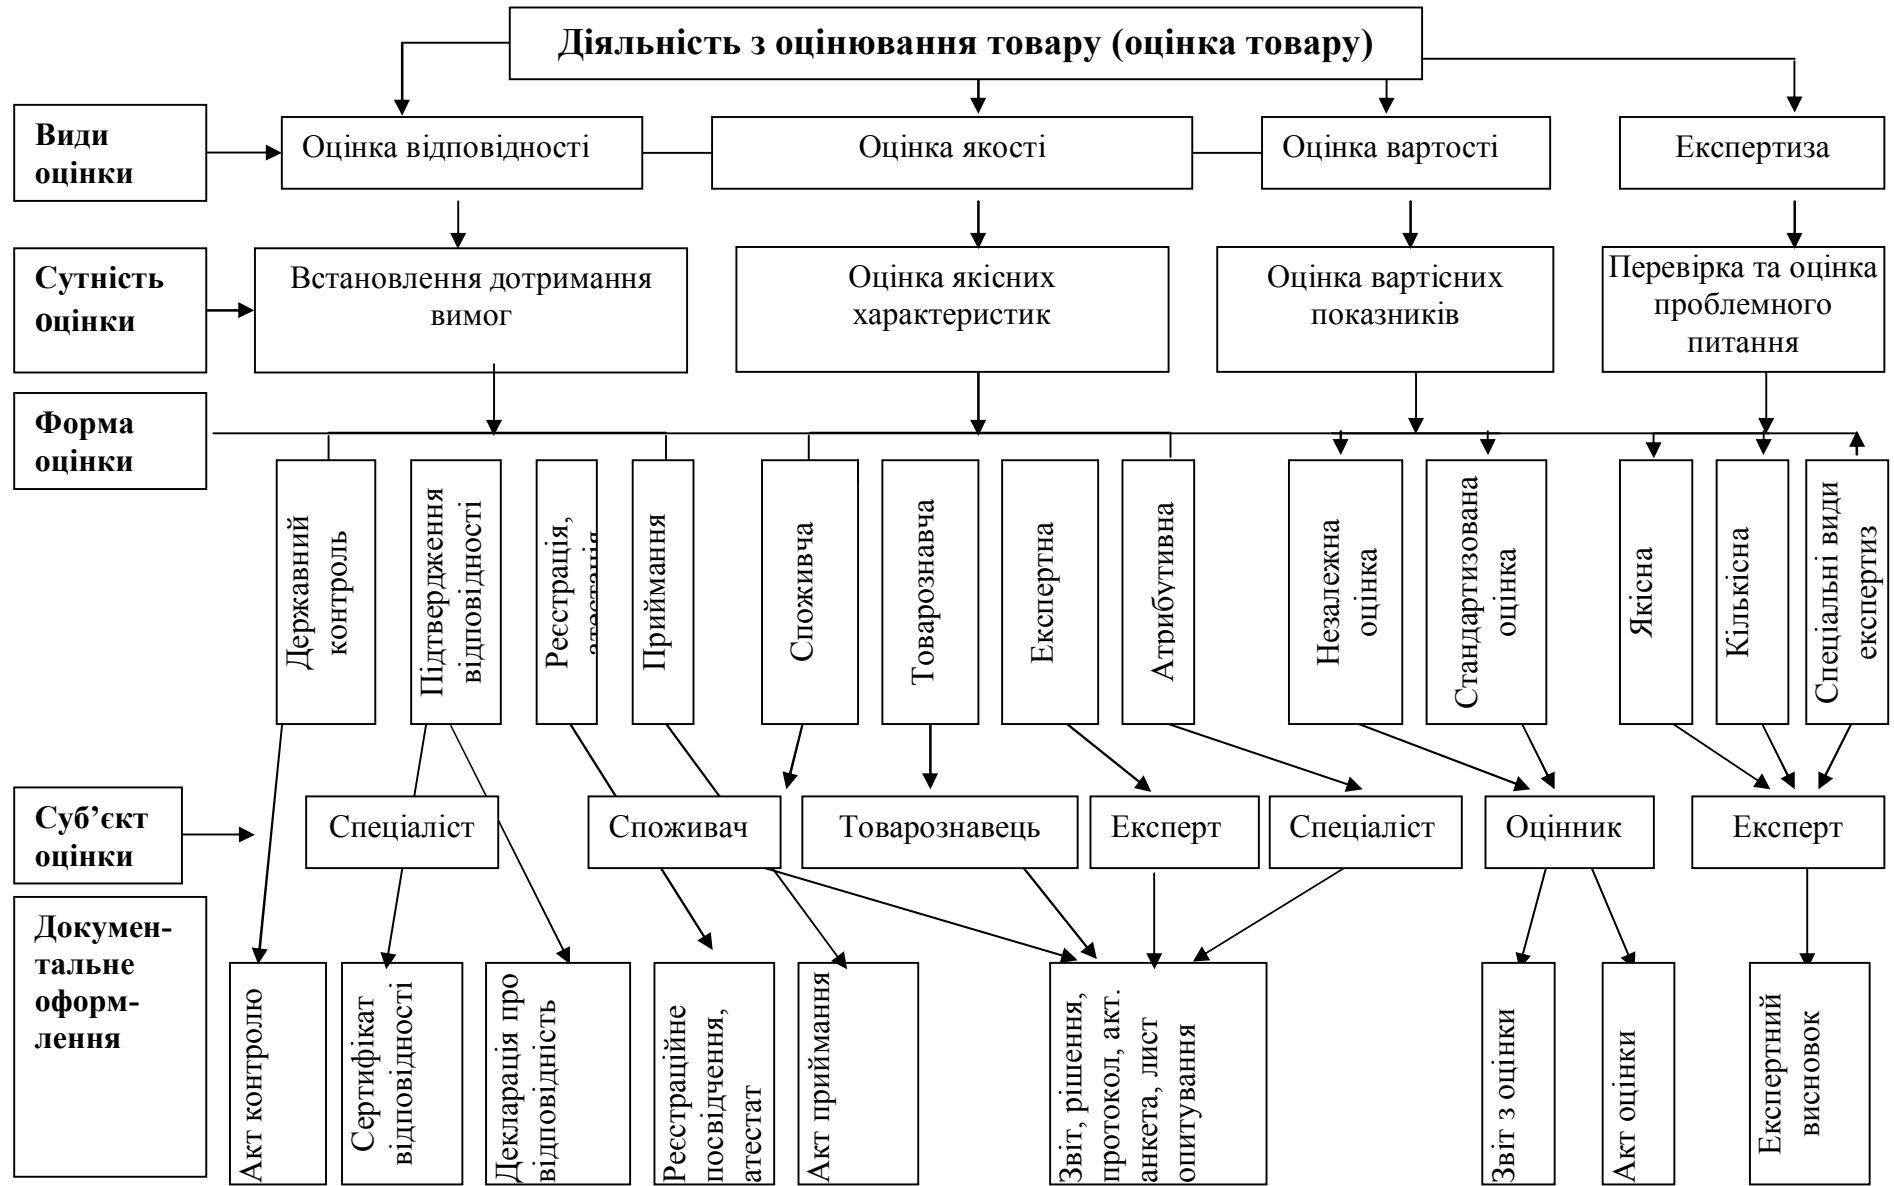 Діяльність з оцінювання товару (оцінка товару)
Види
оцінки
Оцінка відповідності
Оцінка якості
Оцінка вартості
Експертиза
Сутність
оцінки
Встановлення дотримання
вимог
Оцінка якісних
характеристик
Оцінка вартісних
показників
Перевірка та оцінка
проблемного
питання
Форма
оцінки
Державний
контроль
Підтвердження
відповідності
Реєстрація,
атестація
Приймання
Споживча
Товарознавча
Експертна
Атрибутивна
Незалежна
оцінка
Стандартизована
оцінка
Якісна
Кількісна
Спеціальні види
експертиз
Суб’єкт
оцінки
Спеціаліст
Споживач
Товарознавець
Експерт
Спеціаліст
Оцінник
Експерт
Докумен-
тальне
оформ-
лення
Акт контролю
Сертифікат
відповідності
Декларація про
відповідність
Реєстраційне
посвідчення,
атестат
Акт приймання
Звіт, рішення,
протокол, акт.
анкета, лист
опитування
Звіт з оцінки
Акт оцінки
Експертний
висновок